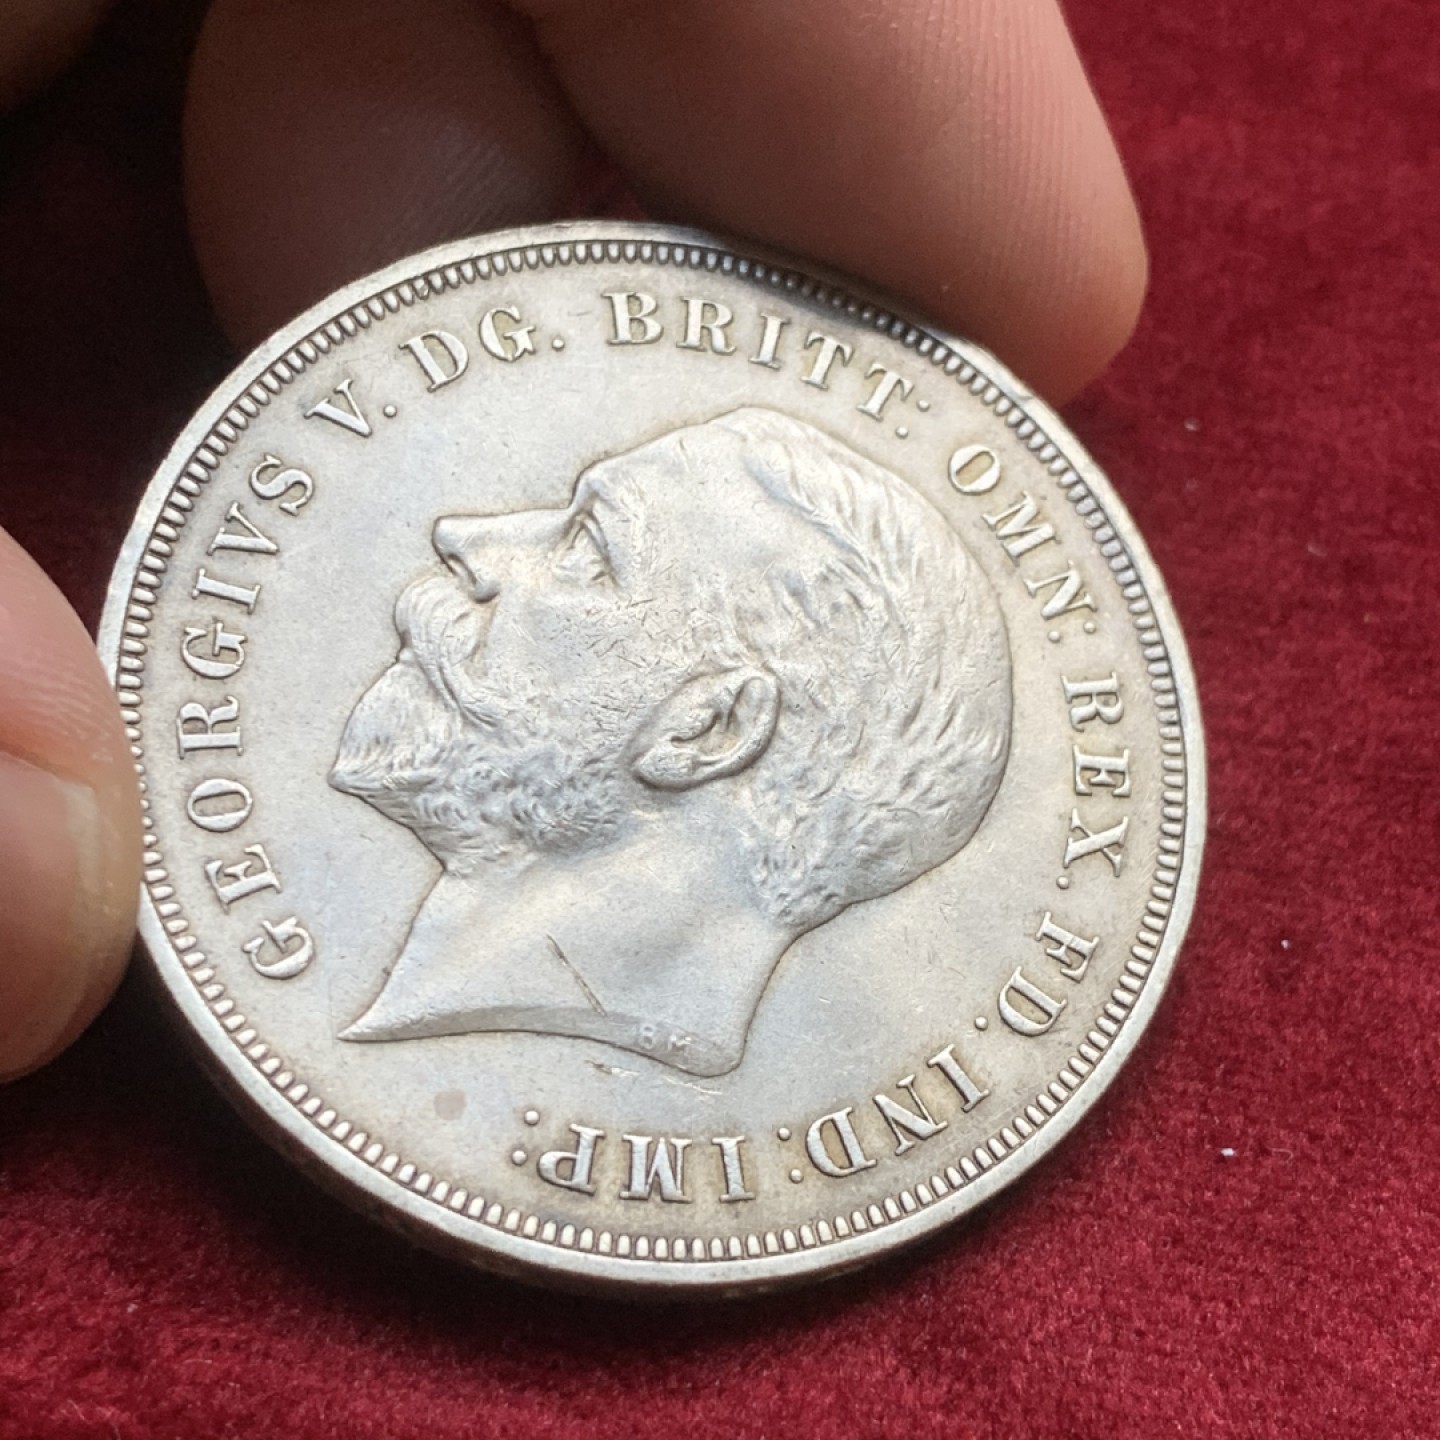 GEORGIVS V. DG. BRITT: OMN: REX. FD. IND: IMP:
BM